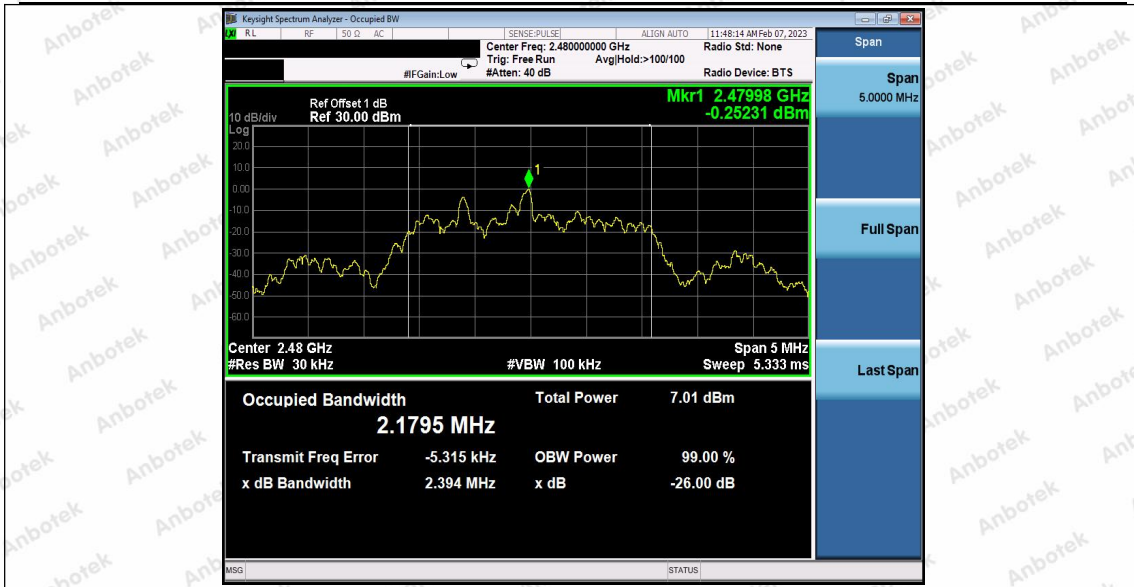 Keysight Spectrum Analyzer - Occupied BW
LXI RL RF 50 Ω AC SENSE:PULSE ALIGN AUTO 11:48:14 AM Feb 07, 2023
Center Freq: 2.480000000 GHz Radio Std: None
Trig: Free Run Avg|Hold:>100/100
#IFGain:Low #Atten: 40 dB Radio Device: BTS
Span
Span
5.0000 MHz
Full Span
Last Span
Mkr1 2.47998 GHz
-0.25231 dBm
Ref Offset 1 dB
10 dB/div Ref 30.00 dBm
Log
20.0
10.0
0.00
-10.0
-20.0
-30.0
-40.0
-50.0
-60.0
1
Center 2.48 GHz Span 5 MHz
#Res BW 30 kHz #VBW 100 kHz Sweep 5.333 ms
Occupied Bandwidth Total Power 7.01 dBm
2.1795 MHz
Transmit Freq Error -5.315 kHz OBW Power 99.00 %
x dB Bandwidth 2.394 MHz x dB -26.00 dB
MSG STATUS
Anbotek